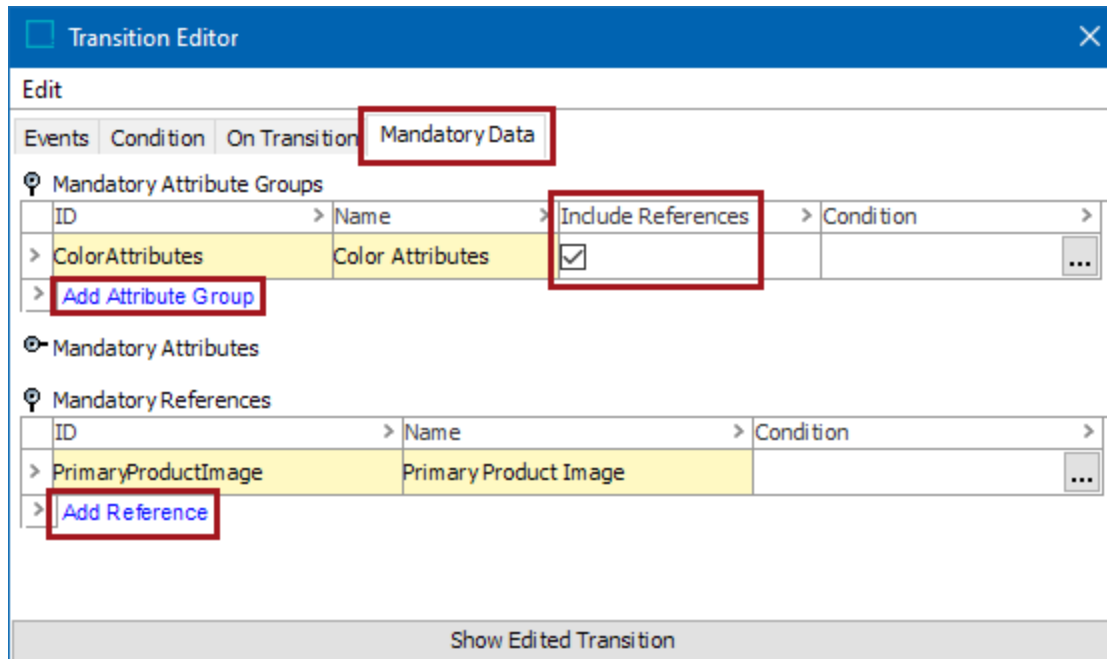 Transition Editor
Edit
Events Condition On Transition Mandatory Data
Mandatory Attribute Groups
ID > Name > Include References > Condition >
> ColorAttributes Color Attributes ...
> Add Attribute Group
Mandatory Attributes
Mandatory References
ID > Name > Condition >
> PrimaryProductImage Primary Product Image ...
> Add Reference
Show Edited Transition